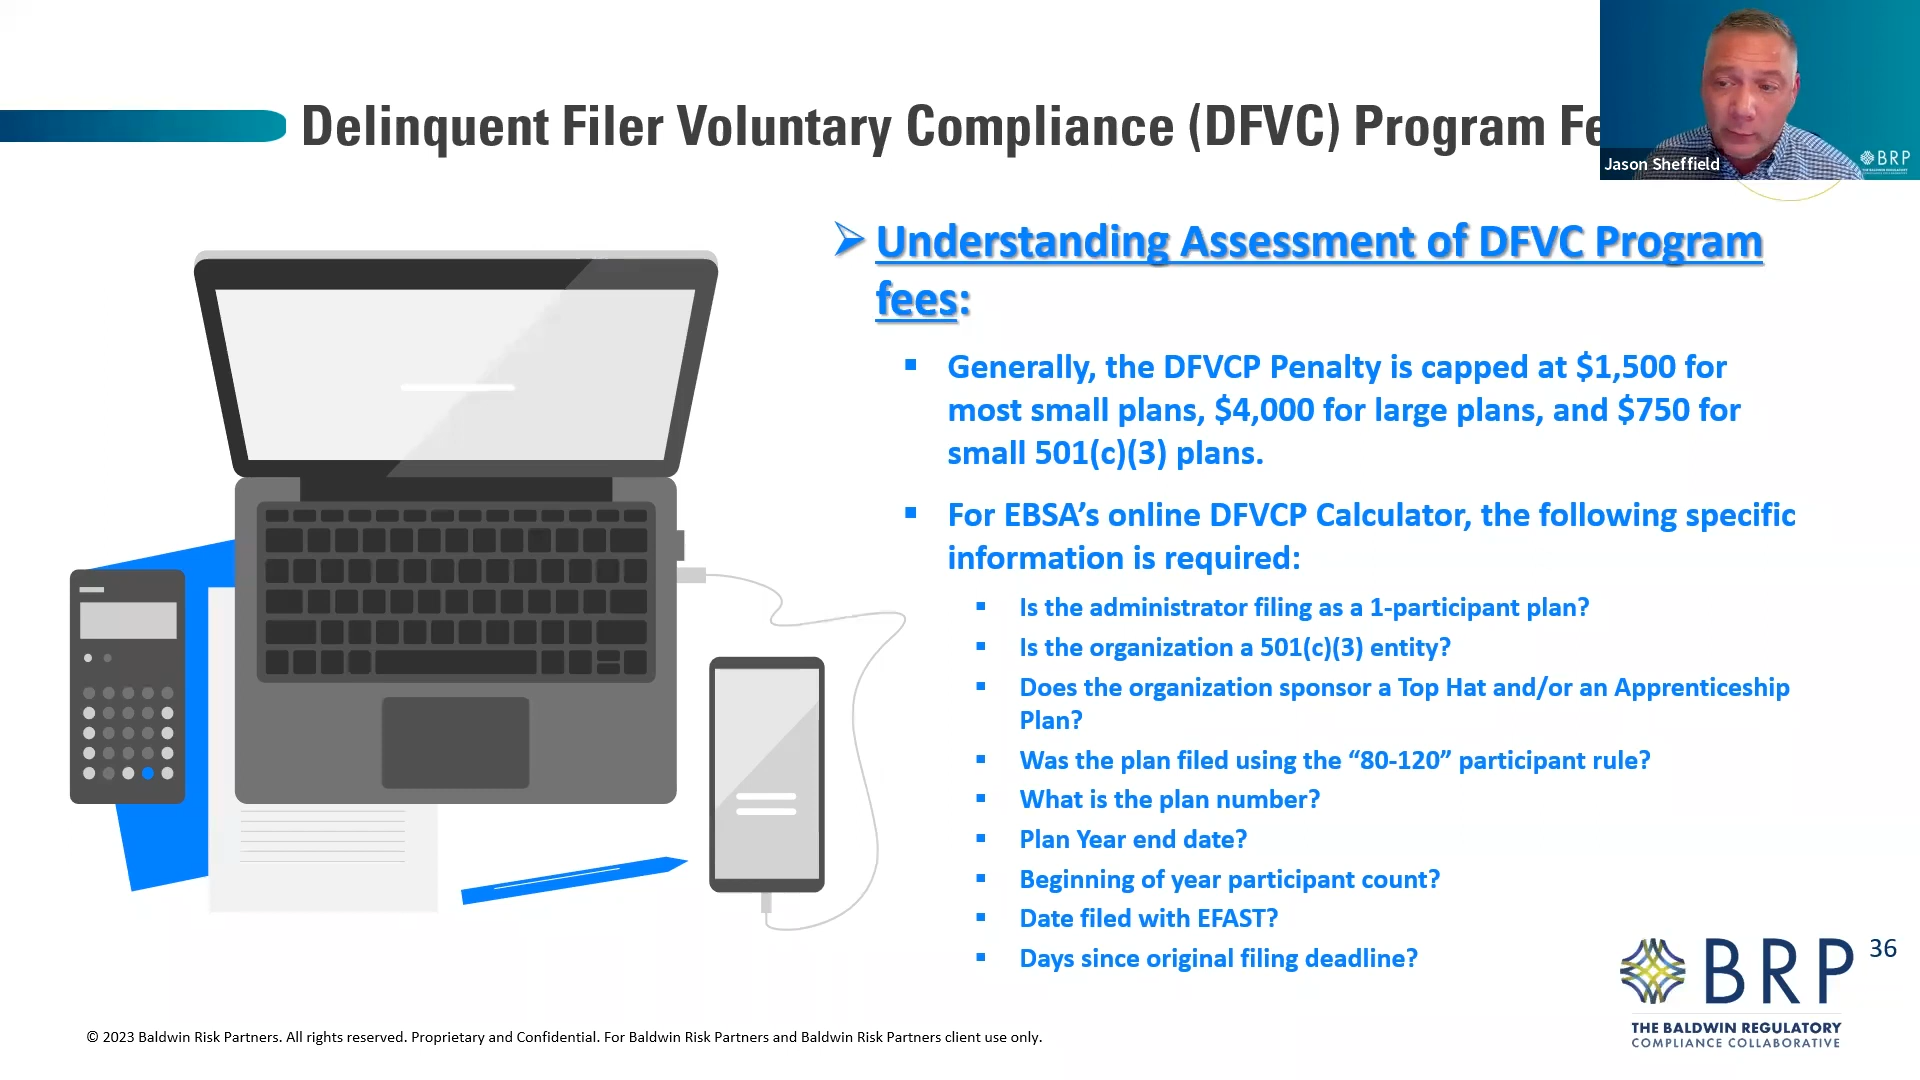 Delinquent Filer Voluntary Compliance (DFVC) Program
Jason Sheffield
BRP
Understanding Assessment of DFVC Program
fees:
Generally, the DFVCP Penalty is capped at $1,500 for
most small plans, $4,000 for large plans, and $750 for
small 501(c)(3) plans.
For EBSA’s online DFVCP Calculator, the following specific
information is required:
Is the administrator filing as a 1-participant plan?
Is the organization a 501(c)(3) entity?
Does the organization sponsor a Top Hat and/or an Apprenticeship
Plan?
Was the plan filed using the “80-120” participant rule?
What is the plan number?
Plan Year end date?
Beginning of year participant count?
Date filed with EFAST?
Days since original filing deadline?
BRP
36
THE BALDWIN REGULATORY
COMPLIANCE COLLABORATIVE
© 2023 Baldwin Risk Partners. All rights reserved. Proprietary and Confidential. For Baldwin Risk Partners and Baldwin Risk Partners client use only.